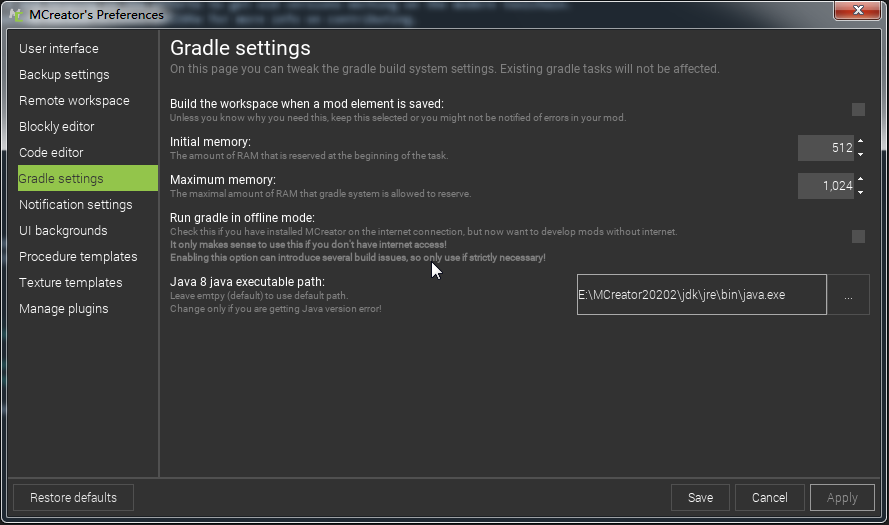 MCreator's Preferences
User interface
Backup settings
Remote workspace
Blockly editor
Code editor
Gradle settings
Notification settings
UI backgrounds
Procedure templates
Texture templates
Manage plugins
Gradle settings
On this page you can tweak the gradle build system settings. Existing gradle tasks will not be affected.
Build the workspace when a mod element is saved:
Unless you know why you need this, keep this selected or you might not be notified of errors in your mod.
Initial memory:
The amount of RAM that is reserved at the beginning of the task.
512
Maximum memory:
The maximal amount of RAM that gradle system is allowed to reserve.
1,024
Run gradle in offline mode:
Check this if you have installed MCreator on the internet connection, but now want to develop mods without internet.
It only makes sense to use this if you don't have internet access!
Enabling this option can introduce several build issues, so only use if strictly necessary!
Java 8 java executable path:
Leave emtpy (default) to use default path.
Change only if you are getting Java version error!
E:\MCreator20202\jdk\jre\bin\java.exe
...
Restore defaults
Save
Cancel
Apply